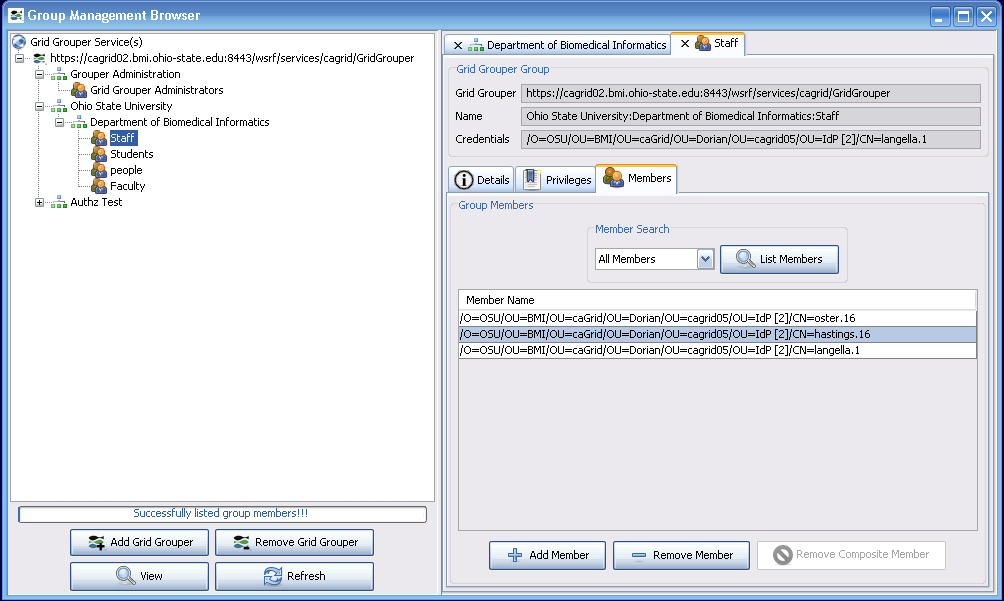 Group Management Browser
Grid Grouper Service(s)
https://cagrid02.bmi.ohio-state.edu:8443/wsrf/services/cagrid/GridGrouper
Grouper Administration
Grid Grouper Administrators
Ohio State University
Department of Biomedical Informatics
Staff
Students
people
Faculty
Authz Test
Successfully listed group members!!!
Add Grid Grouper
Remove Grid Grouper
View
Refresh
Department of Biomedical Informatics
Staff
Grid Grouper Group
Grid Grouper https://cagrid02.bmi.ohio-state.edu:8443/wsrf/services/cagrid/GridGrouper
Name Ohio State University:Department of Biomedical Informatics:Staff
Credentials /O=OSU/OU=BMI/OU=caGrid/OU=Dorian/OU=cagrid05/OU=IdP [2]/CN=langella.1
Details
Privileges
Members
Group Members
Member Search
All Members
List Members
Member Name
/O=OSU/OU=BMI/OU=caGrid/OU=Dorian/OU=cagrid05/OU=IdP [2]/CN=oster.16
/O=OSU/OU=BMI/OU=caGrid/OU=Dorian/OU=cagrid05/OU=IdP [2]/CN=hastings.16
/O=OSU/OU=BMI/OU=caGrid/OU=Dorian/OU=cagrid05/OU=IdP [2]/CN=langella.1
Add Member
Remove Member
Remove Composite Member